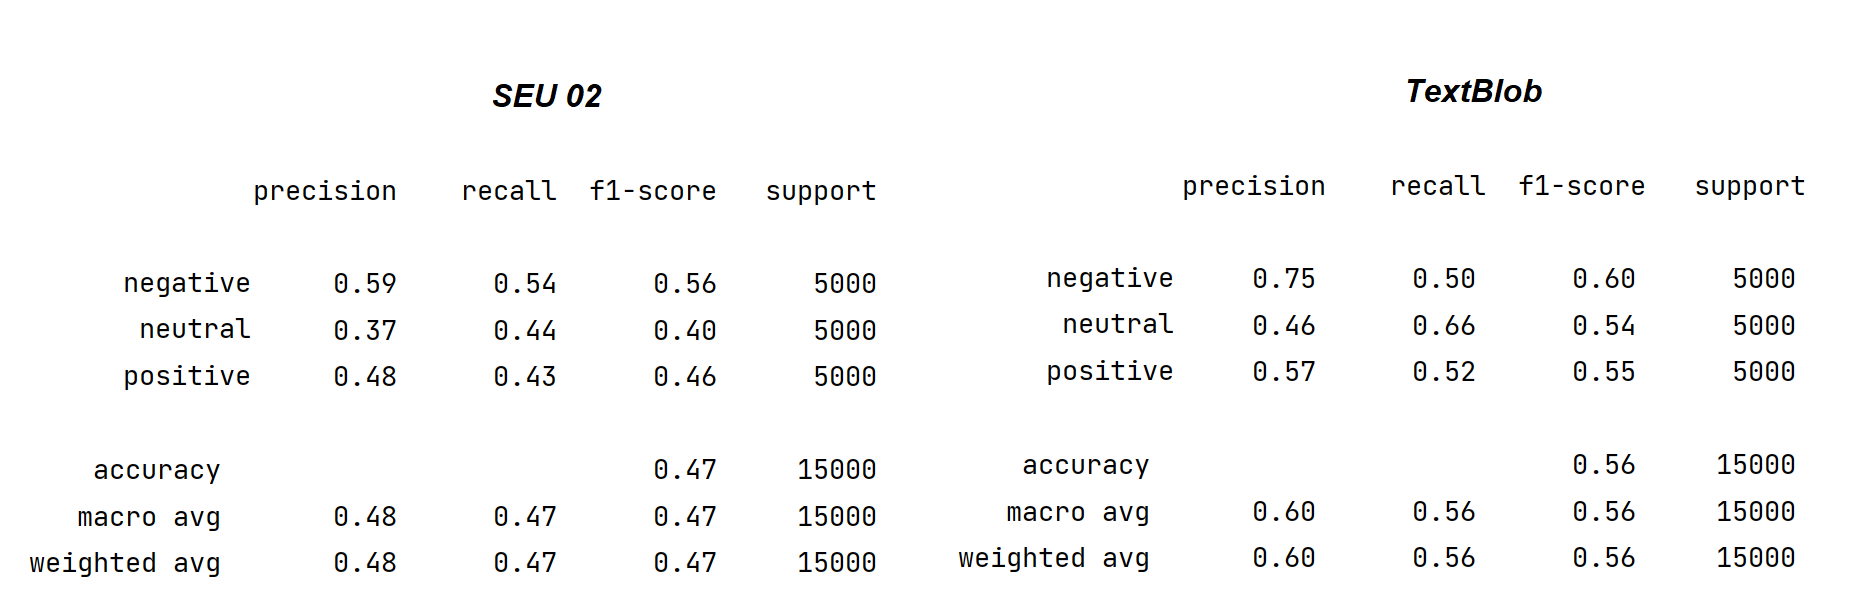 SEU 02
precision recall f1-score support
negative 0.59 0.54 0.56 5000
neutral 0.37 0.44 0.40 5000
positive 0.48 0.43 0.46 5000
accuracy 0.47 15000
macro avg 0.48 0.47 0.47 15000
weighted avg 0.48 0.47 0.47 15000
TextBlob
precision recall f1-score support
negative 0.75 0.50 0.60 5000
neutral 0.46 0.66 0.54 5000
positive 0.57 0.52 0.55 5000
accuracy 0.56 15000
macro avg 0.60 0.56 0.56 15000
weighted avg 0.60 0.56 0.56 15000